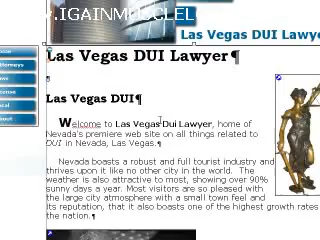 .IGAINMUSCLEL
Las Vegas DUI Lawye
Las Vegas DUI Lawyer¶
¶
Las Vegas DUI¶
Welcome to Las Vegas Dui Lawyer, home of
Nevada's premiere web site on all things related to
DUI in Nevada, Las Vegas.¶
Nevada boasts a robust and full tourist industry and
thrives upon it like no other city in the world. The
weather is also attractive to most, showing over 90%
sunny days a year. Most visitors are so pleased with
the large city atmosphere with a small town feel and
its reputation, that it also boasts one of the highest growth rates
the nation.¶